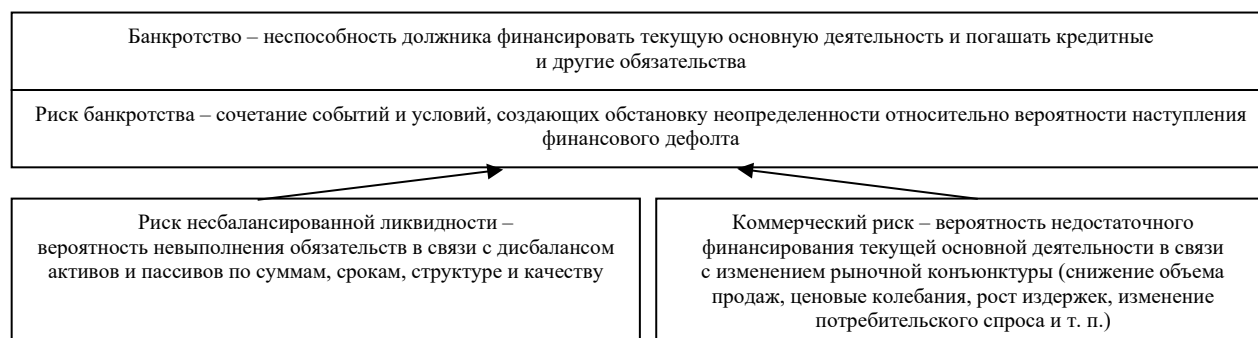 Банкротство – неспособность должника финансировать текущую основную деятельность и погашать кредитные
и другие обязательства
Риск банкротства – сочетание событий и условий, создающих обстановку неопределенности относительно вероятности наступления
финансового дефолта
Риск несбалансированной ликвидности –
вероятность невыполнения обязательств в связи с дисбалансом
активов и пассивов по суммам, срокам, структуре и качеству
Коммерческий риск – вероятность недостаточного
финансирования текущей основной деятельности в связи
с изменением рыночной конъюнктуры (снижение объема
продаж, ценовые колебания, рост издержек, изменение
потребительского спроса и т. п.)